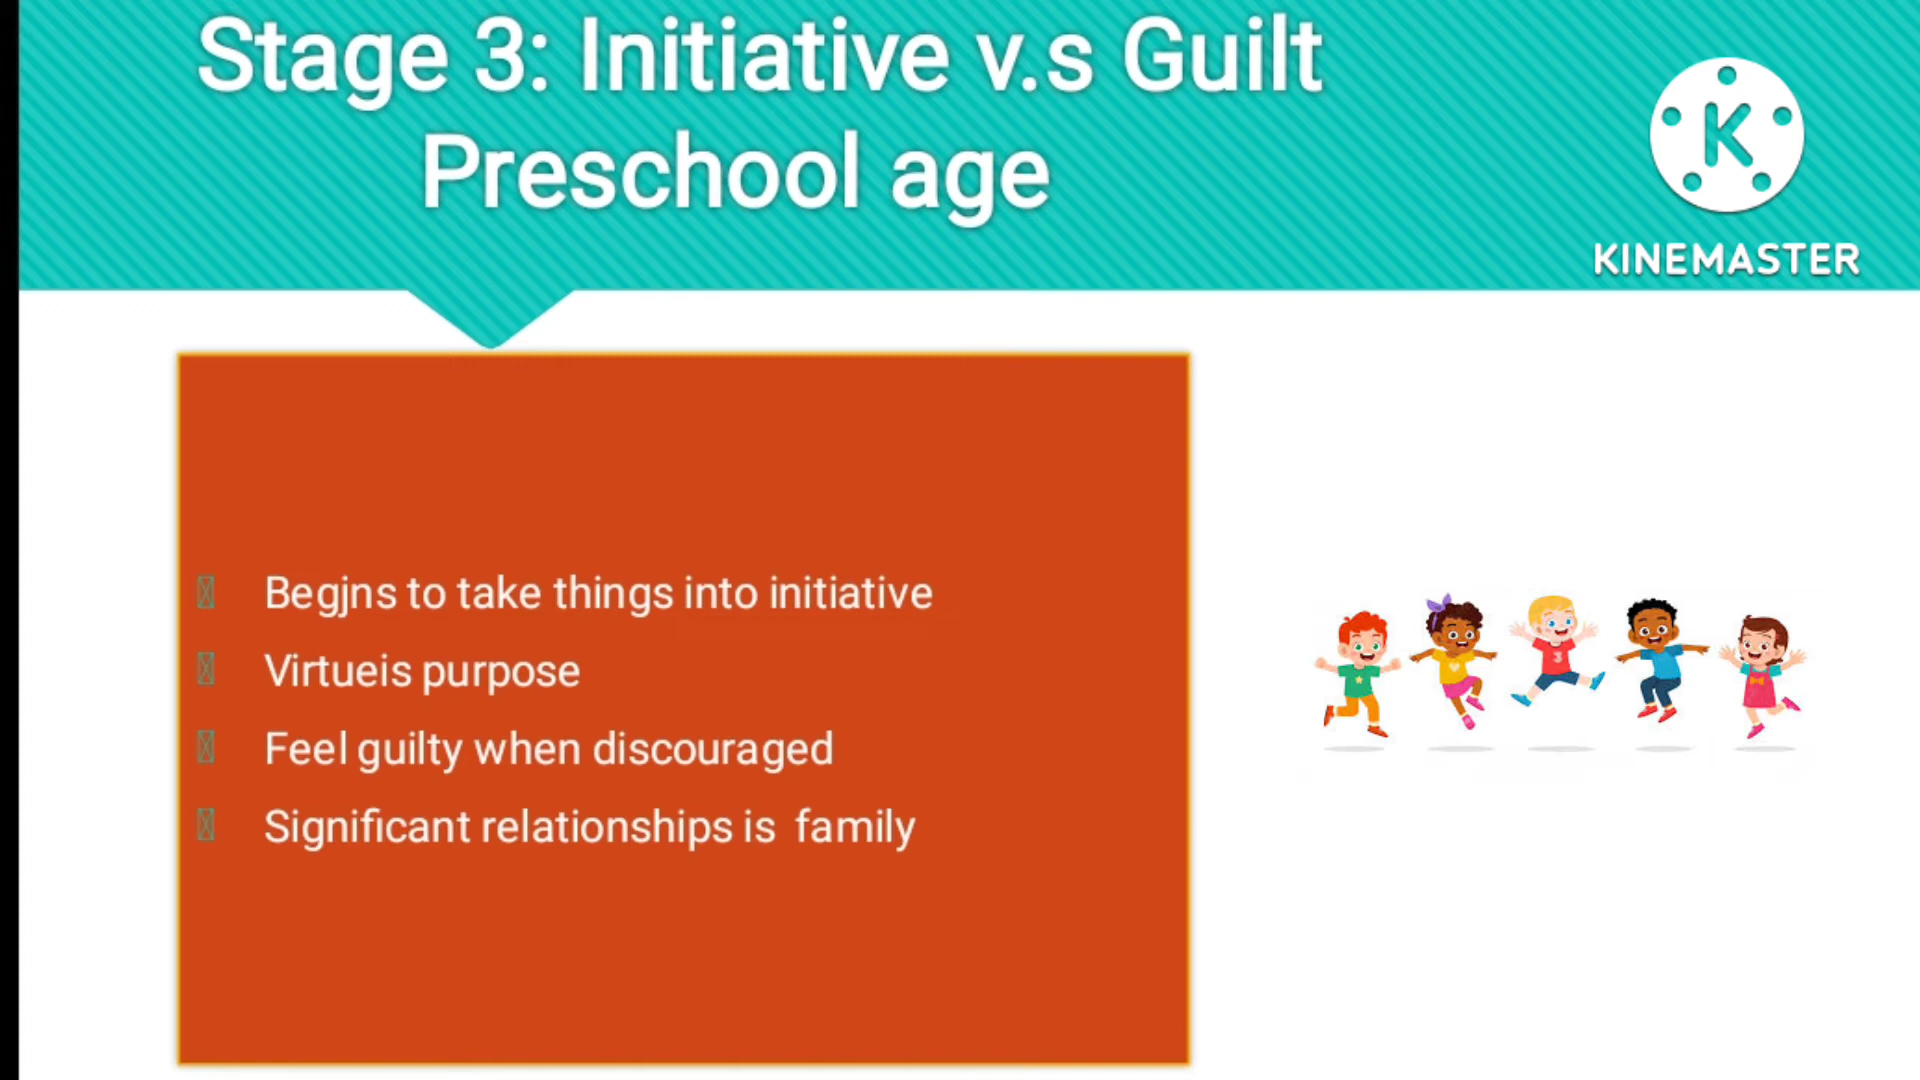 Stage 3: Initiative v.s Guilt
Preschool age
K
KINEMASTER
Begjns to take things into initiative
Virtueis purpose
Feel guilty when discouraged
Significant relationships is family
3